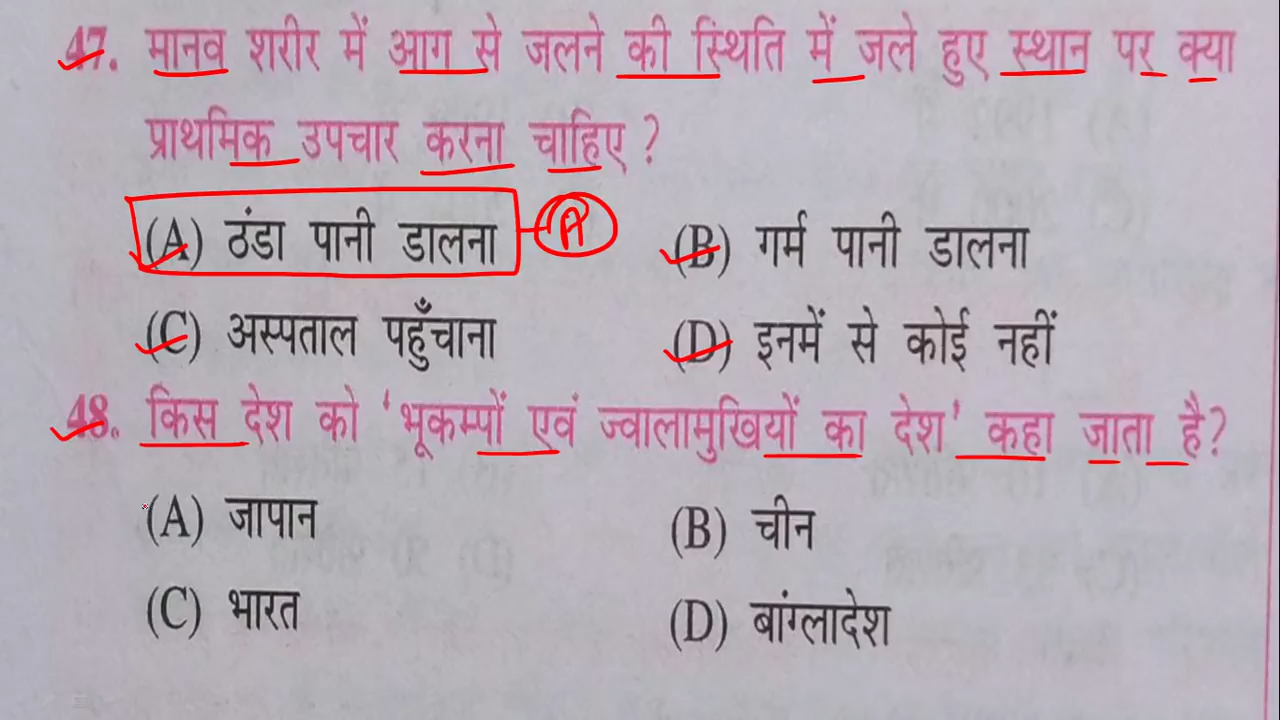 47. मानव शरीर में आग से जलने की स्थिति में जले हुए स्थान पर क्या
प्राथमिक उपचार करना चाहिए ?
(A) ठंडा पानी डालना A (B) गर्म पानी डालना
(C) अस्पताल पहुँचाना (D) इनमें से कोई नहीं
48. किस देश को 'भूकम्पों एवं ज्वालामुखियों का देश' कहा जाता है?
(A) जापान (B) चीन
(C) भारत (D) बांग्लादेश